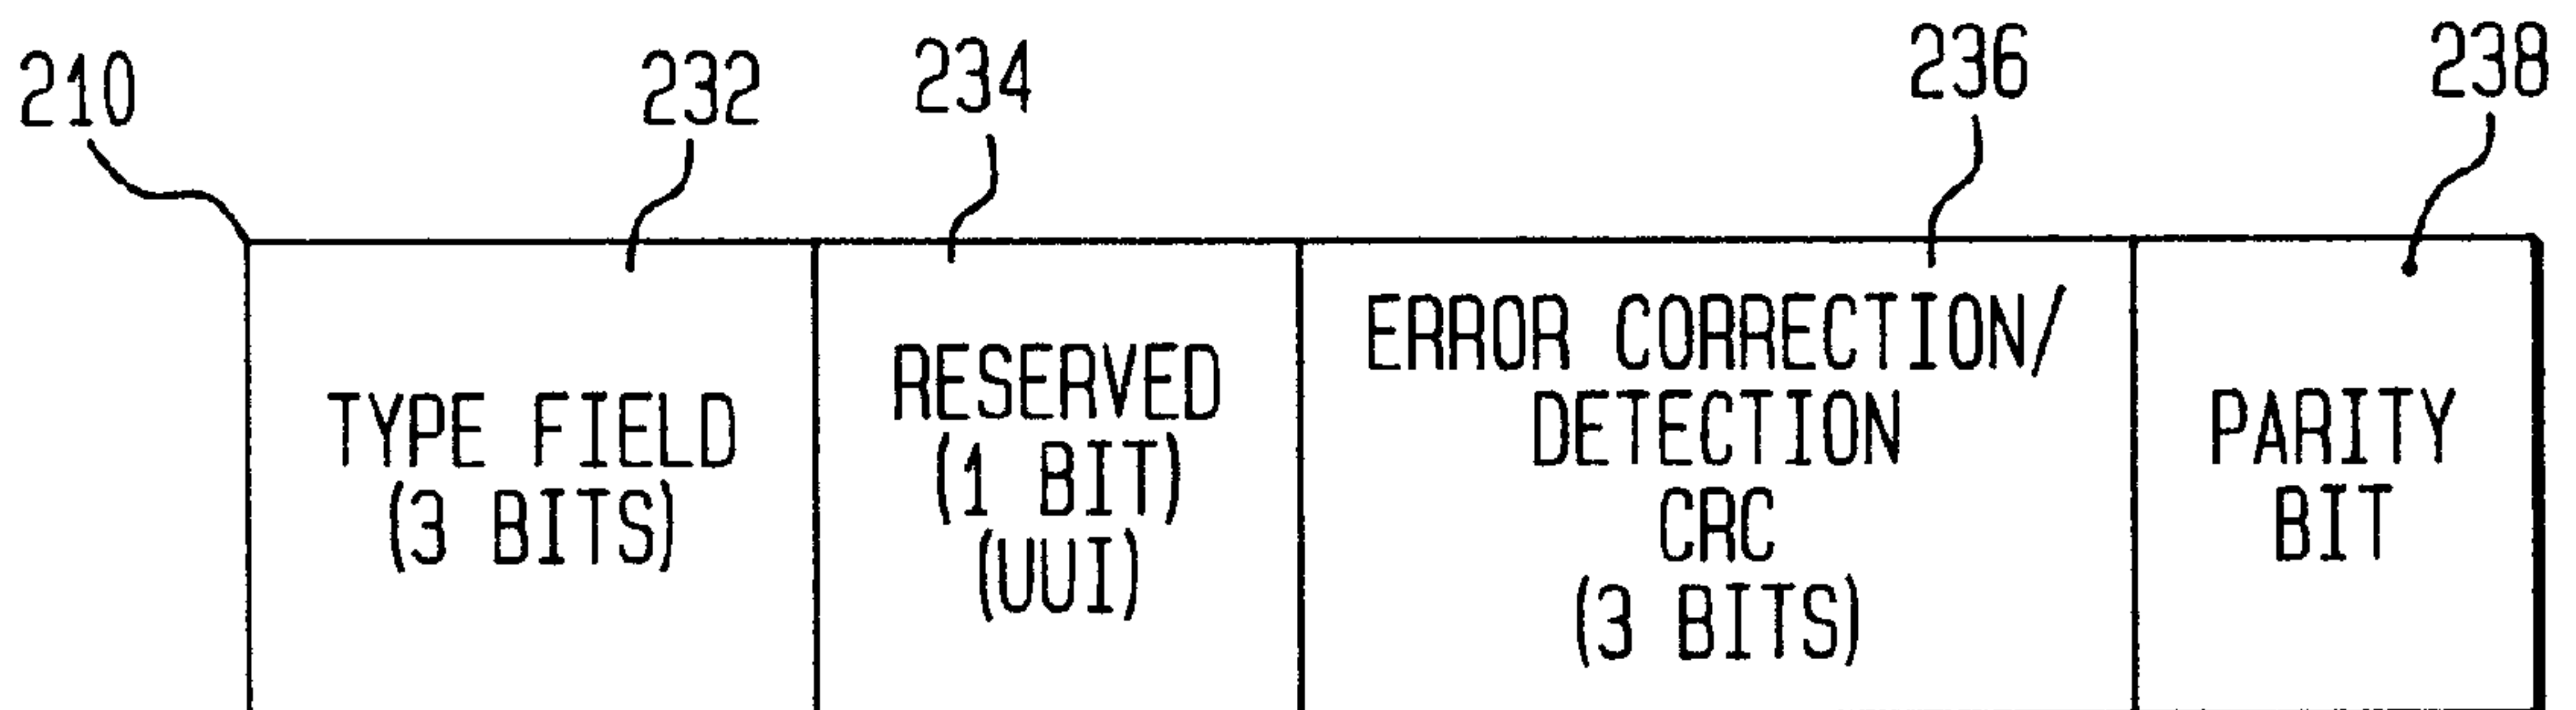 210
232
234
236
238
TYPE FIELD
(3 BITS)
RESERVED
(1 BIT)
(UUI)
ERROR CORRECTION/
DETECTION
CRC
(3 BITS)
PARITY
BIT